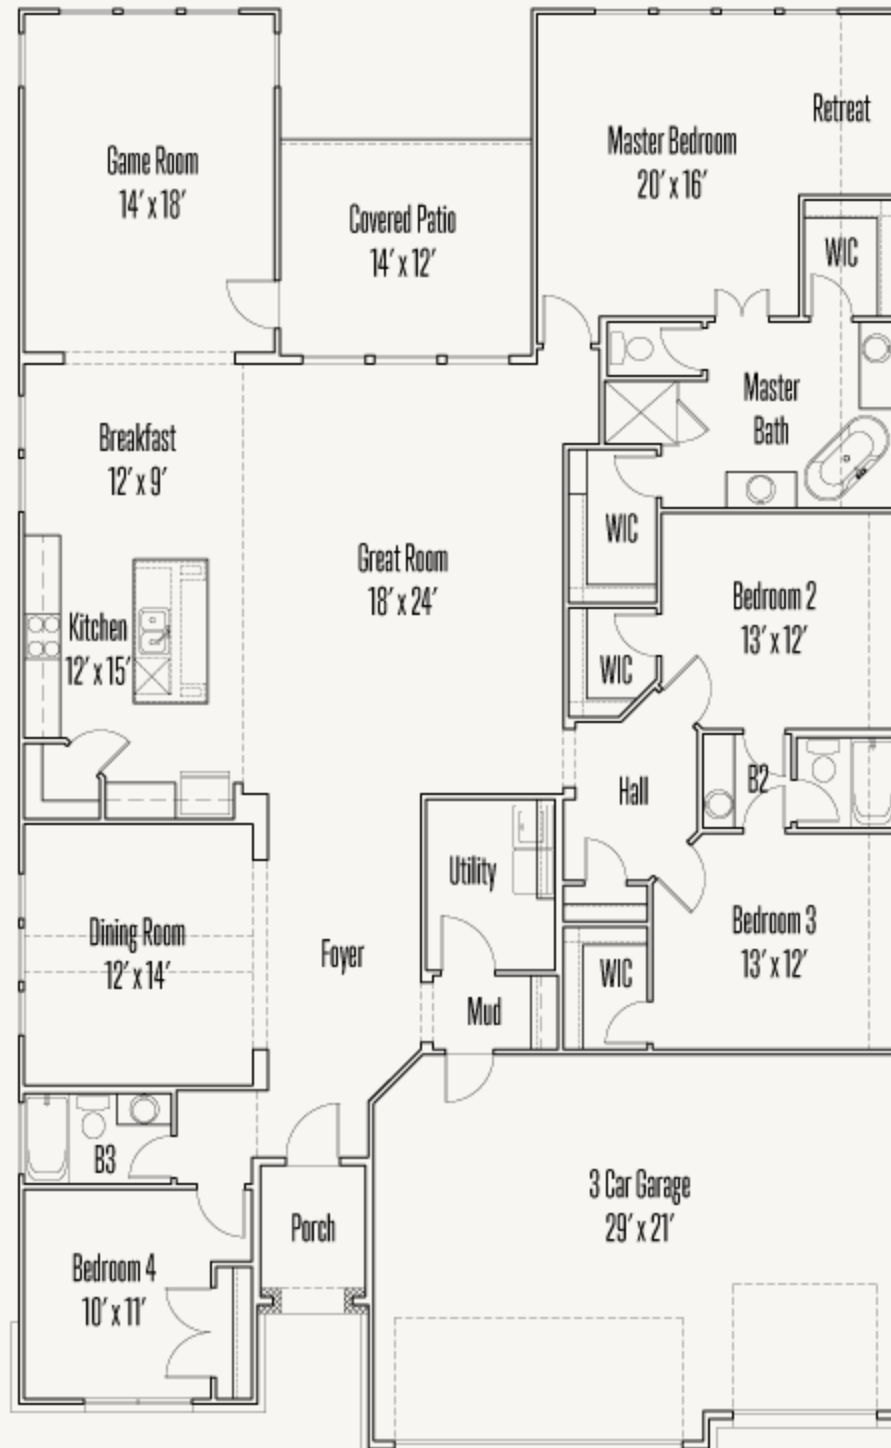 Game Room
14' x 18'
Covered Patio
14' x 12'
Master Bedroom
20' x 16'
Retreat
WIC
Master
Bath
Breakfast
12' x 9'
Great Room
18' x 24'
WIC
Kitchen
12' x 15'
Bedroom 2
13' x 12'
WIC
Hall
B2
Utility
Dining Room
12' x 14'
Foyer
Bedroom 3
13' x 12'
WIC
Mud
B3
3 Car Garage
29' x 21'
Porch
Bedroom 4
10' x 11'